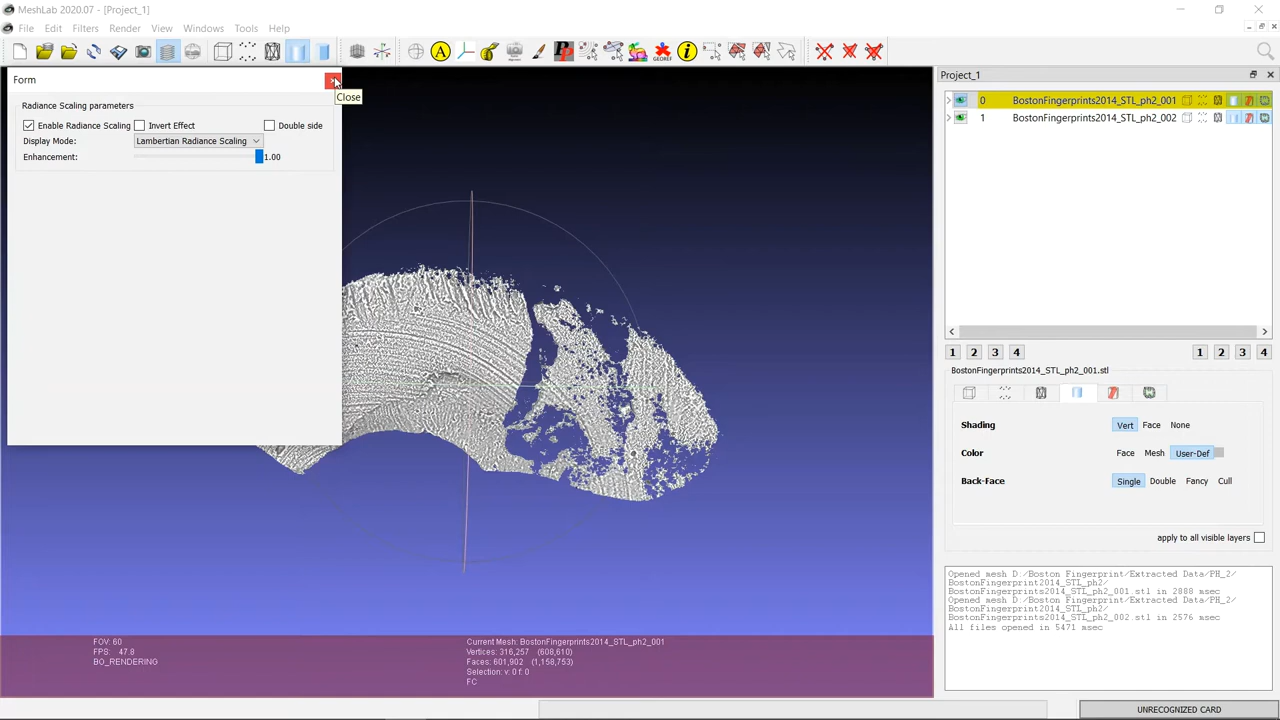 MeshLab 2020.07 - [Project_1]
File Edit Filters Render View Windows Tools Help
Form
Close
Radiance Scaling parameters
Enable Radiance Scaling Invert Effect Double side
Display Mode: Lambertian Radiance Scaling
Enhancement: 1.00
Project_1
0 BostonFingerprints2014_STL_ph2_001
1 BostonFingerprints2014_STL_ph2_002
1 2 3 4 1 2 3 4
BostonFingerprints2014_STL_ph2_001.stl
Shading Vert Face None
Color Face Mesh User-Def
Back-Face Single Double Fancy Cull
apply to all visible layers
Opened mesh D:/Boston Fingerprint/Extracted Data/PH_2/
BostonFingerprint2014_STL_ph2/
BostonFingerprints2014_STL_ph2_001.stl in 2888 msec
Opened mesh D:/Boston Fingerprint/Extracted Data/PH_2/
BostonFingerprint2014_STL_ph2/
BostonFingerprints2014_STL_ph2_002.stl in 2576 msec
All files opened in 5471 msec
FOV: 60
FPS: 47.8
BO_RENDERING
Current Mesh: BostonFingerprints2014_STL_ph2_001
Vertices: 316,257 (608,610)
Faces: 601,902 (1,158,753)
Selection: v: 0 f: 0
FC
UNRECOGNIZED CARD